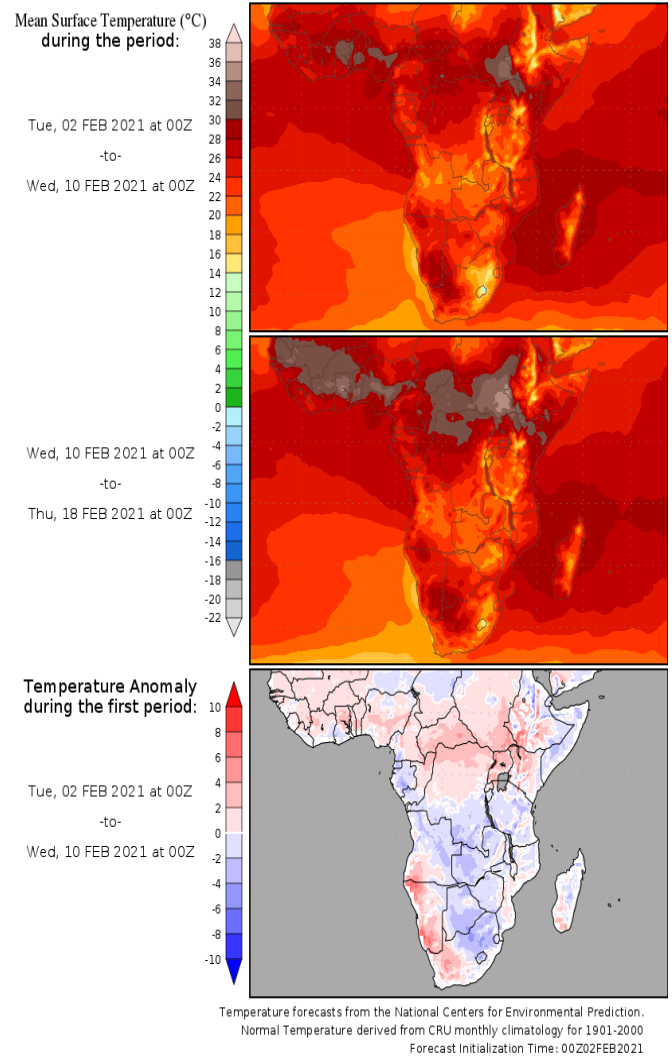 Mean Surface Temperature (°C)
during the period:
38
36
34
32
30
28
26
24
22
20
18
16
14
12
10
8
6
4
2
0
-2
-4
-6
-8
-10
-12
-14
-16
-18
-20
-22
Tue, 02 FEB 2021 at 00Z
-to-
Wed, 10 FEB 2021 at 00Z
Wed, 10 FEB 2021 at 00Z
-to-
Thu, 18 FEB 2021 at 00Z
Temperature Anomaly
during the first period:
10
8
6
4
2
0
-2
-4
-6
-8
-10
Tue, 02 FEB 2021 at 00Z
-to-
Wed, 10 FEB 2021 at 00Z
Temperature forecasts from the National Centers for Environmental Prediction.
Normal Temperature derived from CRU monthly climatology for 1901-2000
Forecast Initialization Time: 00Z02FEB2021